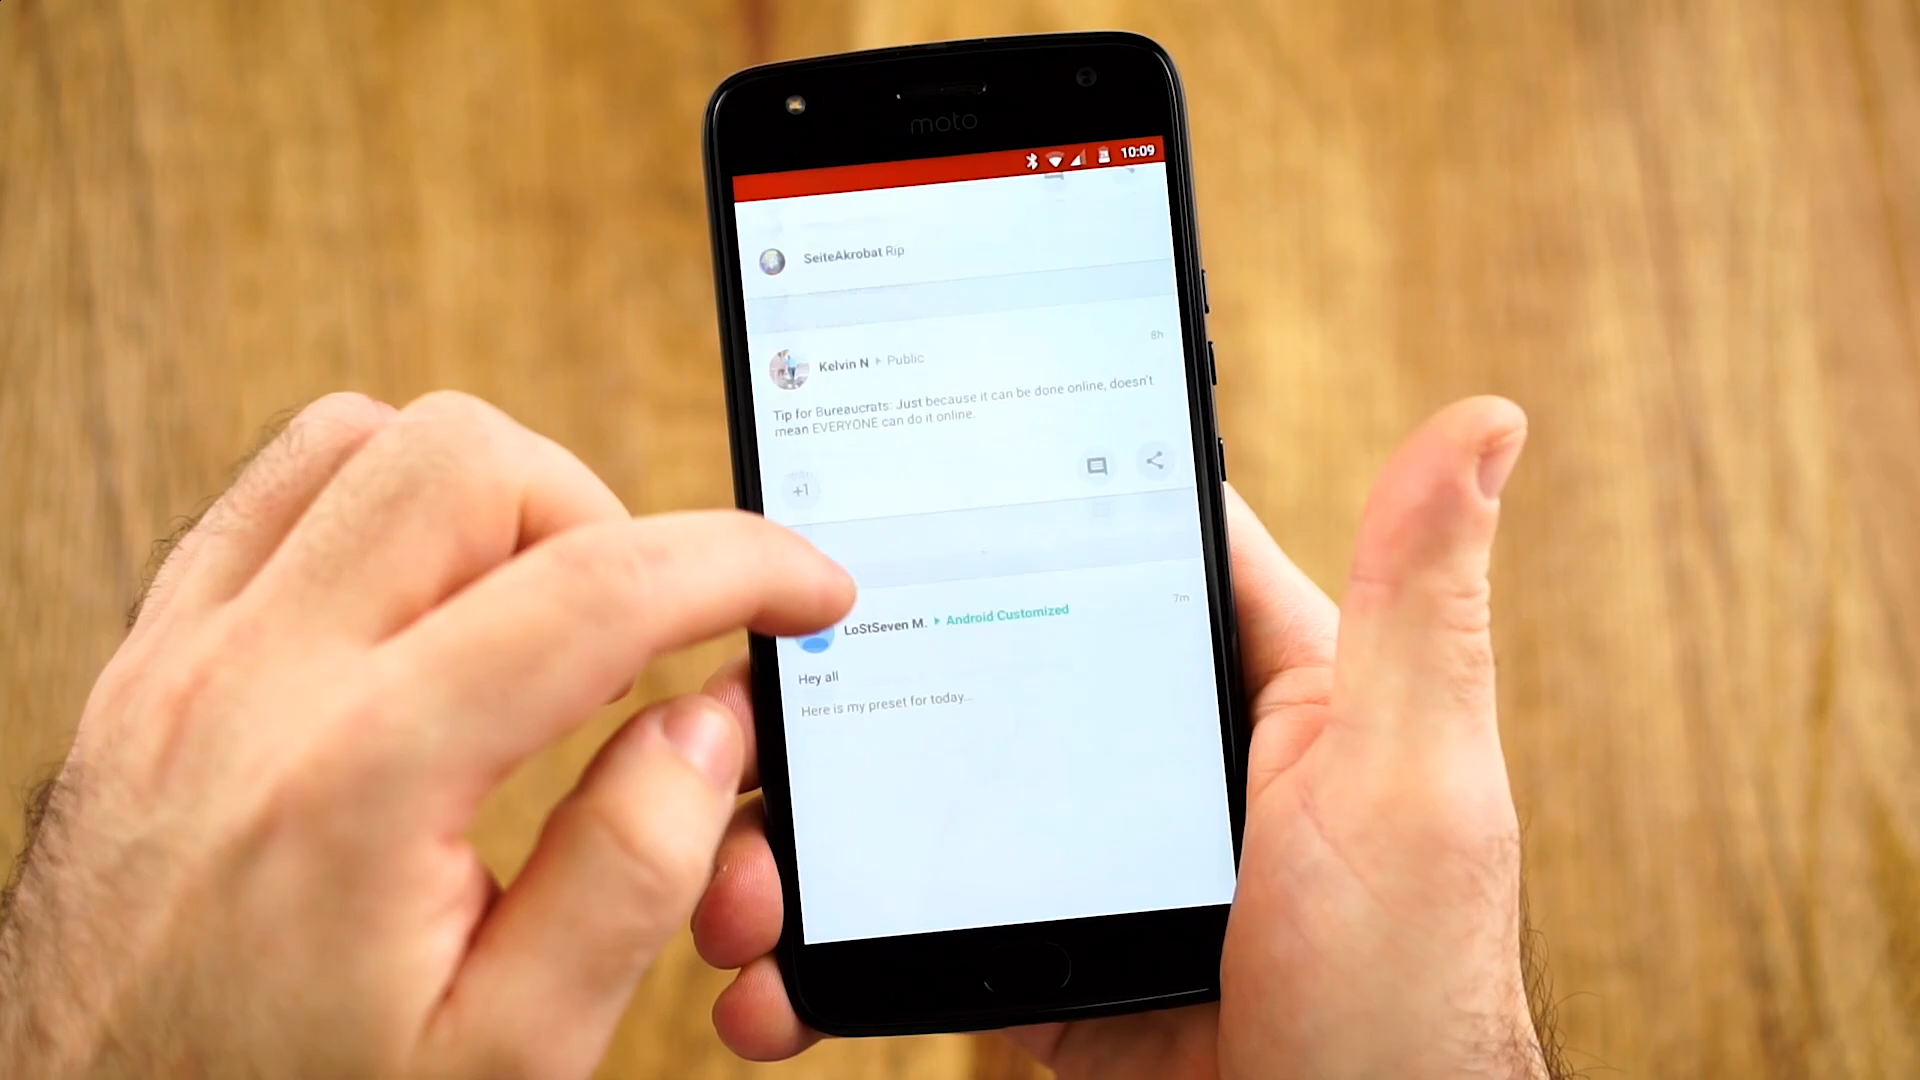 moto
10:09
SeiteAkrobat Rip
8h
Kelvin N ▸ Public
Tip for Bureaucrats: Just because it can be done online, doesn't
mean EVERYONE can do it online.
+1
7m
LoStSeven M. ▸ Android Customized
Hey all
Here is my preset for today...